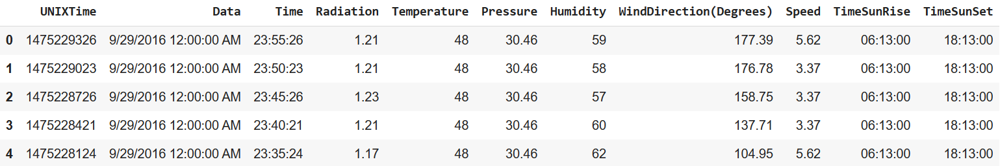 UNIXTime Data Time Radiation Temperature Pressure Humidity WindDirection(Degrees) Speed TimeSunRise TimeSunSet
0 1475229326 9/29/2016 12:00:00 AM 23:55:26 1.21 48 30.46 59 177.39 5.62 06:13:00 18:13:00
1 1475229023 9/29/2016 12:00:00 AM 23:50:23 1.21 48 30.46 58 176.78 3.37 06:13:00 18:13:00
2 1475228726 9/29/2016 12:00:00 AM 23:45:26 1.23 48 30.46 57 158.75 3.37 06:13:00 18:13:00
3 1475228421 9/29/2016 12:00:00 AM 23:40:21 1.21 48 30.46 60 137.71 3.37 06:13:00 18:13:00
4 1475228124 9/29/2016 12:00:00 AM 23:35:24 1.17 48 30.46 62 104.95 5.62 06:13:00 18:13:00